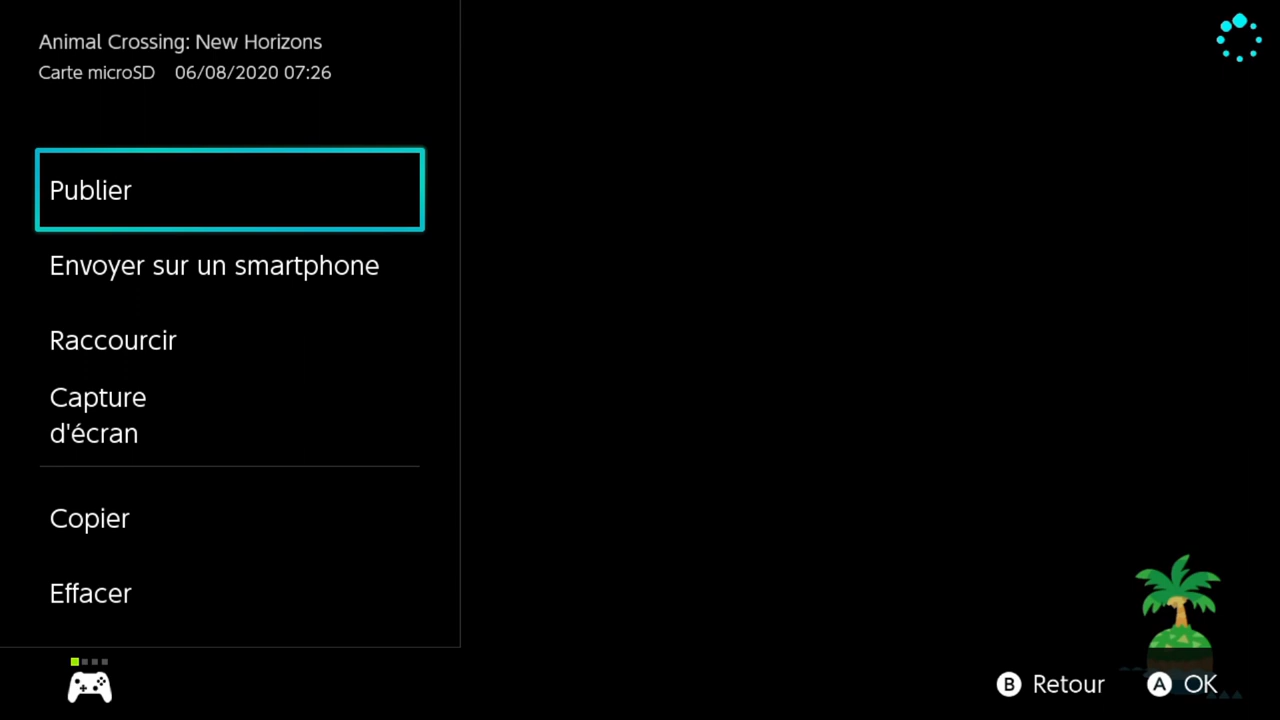 Animal Crossing: New Horizons
Carte microSD 06/08/2020 07:26
Publier
Envoyer sur un smartphone
Raccourcir
Capture
d'écran
Copier
Effacer
B Retour A OK